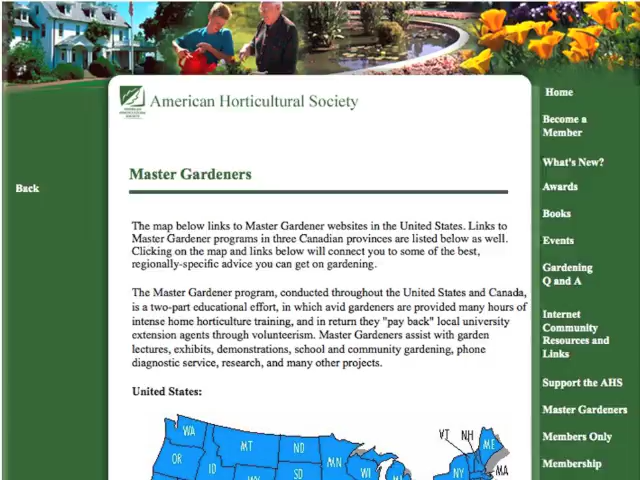 American Horticultural Society
Master Gardeners
Back
The map below links to Master Gardener websites in the United States. Links to
Master Gardener programs in three Canadian provinces are listed below as well.
Clicking on the map and links below will connect you to some of the best,
regionally-specific advice you can get on gardening.
The Master Gardener program, conducted throughout the United States and Canada,
is a two-part educational effort, in which avid gardeners are provided many hours of
intense home horticulture training, and in return they "pay back" local university
extension agents through volunteerism. Master Gardeners assist with garden
lectures, exhibits, demonstrations, school and community gardening, phone
diagnostic service, research, and many other projects.
United States:
WA
MT
ND
OR
ID
SD
MN
WI
VT
NH
ME
NY
MA
Home
Become a
Member
What's New?
Awards
Books
Events
Gardening
Q and A
Internet
Community
Resources and
Links
Support the AHS
Master Gardeners
Members Only
Membership